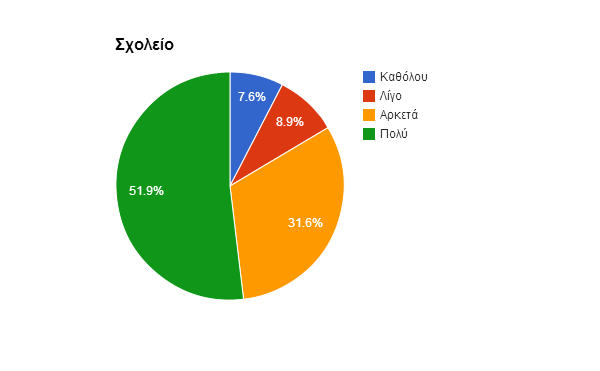 Σχολείο
Καθόλου
Λίγο
Αρκετά
Πολύ
7.6%
8.9%
31.6%
51.9%